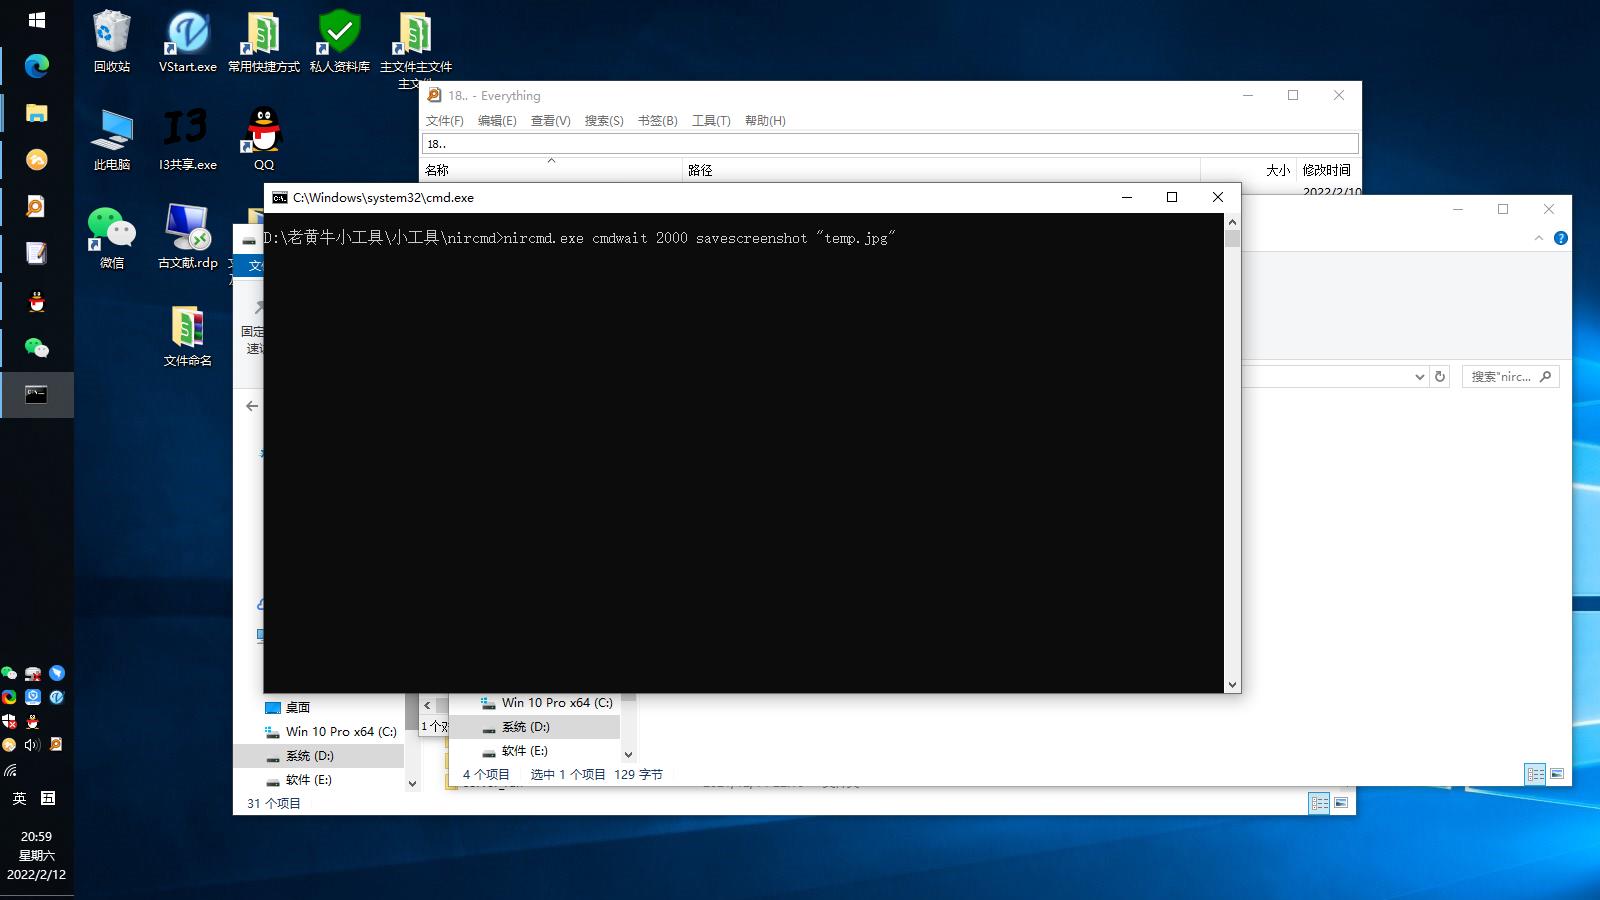 回收站
VStart.exe
常用快捷方式
私人资料库
主文件主文件
主文件
此电脑
I3
I3共享.exe
QQ
微信
古文献.rdp
文件命名
18.. - Everything
文件(F) 编辑(E) 查看(V) 搜索(S) 书签(B) 工具(T) 帮助(H)
18..
名称 路径 大小 修改时间
2022/2/10
C:\Windows\system32\cmd.exe
D:\老黄牛小工具\小工具\nircmd>nircmd.exe cmdwait 2000 savescreenshot "temp.jpg"
搜索"nirc...
固定
桌面
Win 10 Pro x64 (C:)
系统 (D:)
软件 (E:)
31 个项目
Win 10 Pro x64 (C:)
系统 (D:)
软件 (E:)
4 个项目 选中 1 个项目 129 字节
英 五
20:59
星期六
2022/2/12